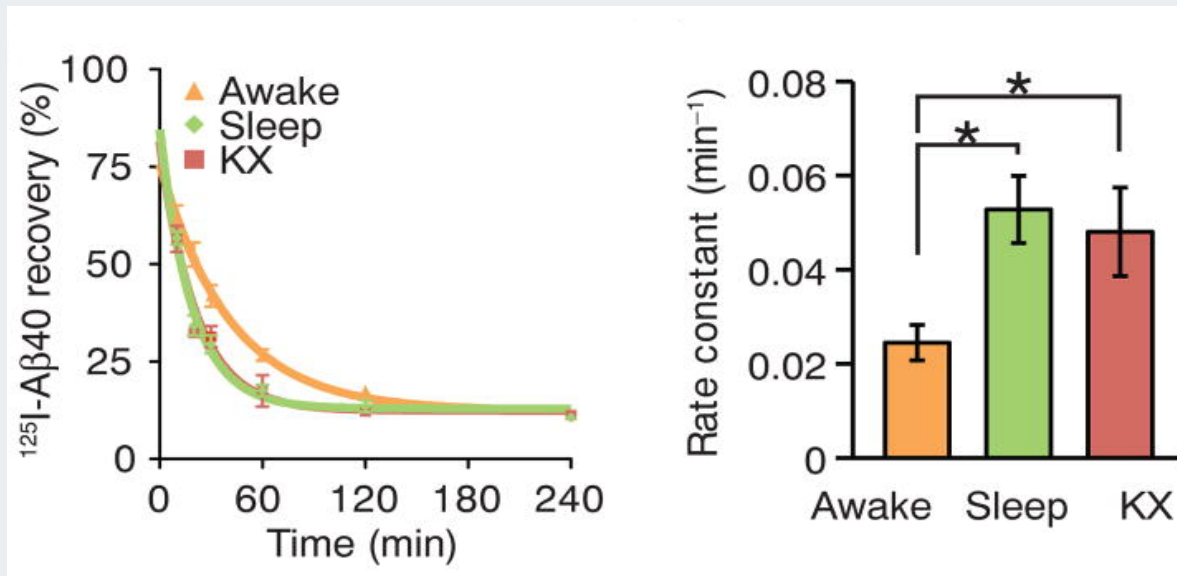 ¹²⁵I-Aβ40 recovery (%)
100
75
50
25
0
Awake
Sleep
KX
0 60 120 180 240
Time (min)
Rate constant (min⁻¹)
0.08
0.06
0.04
0.02
0
*
*
Awake Sleep KX